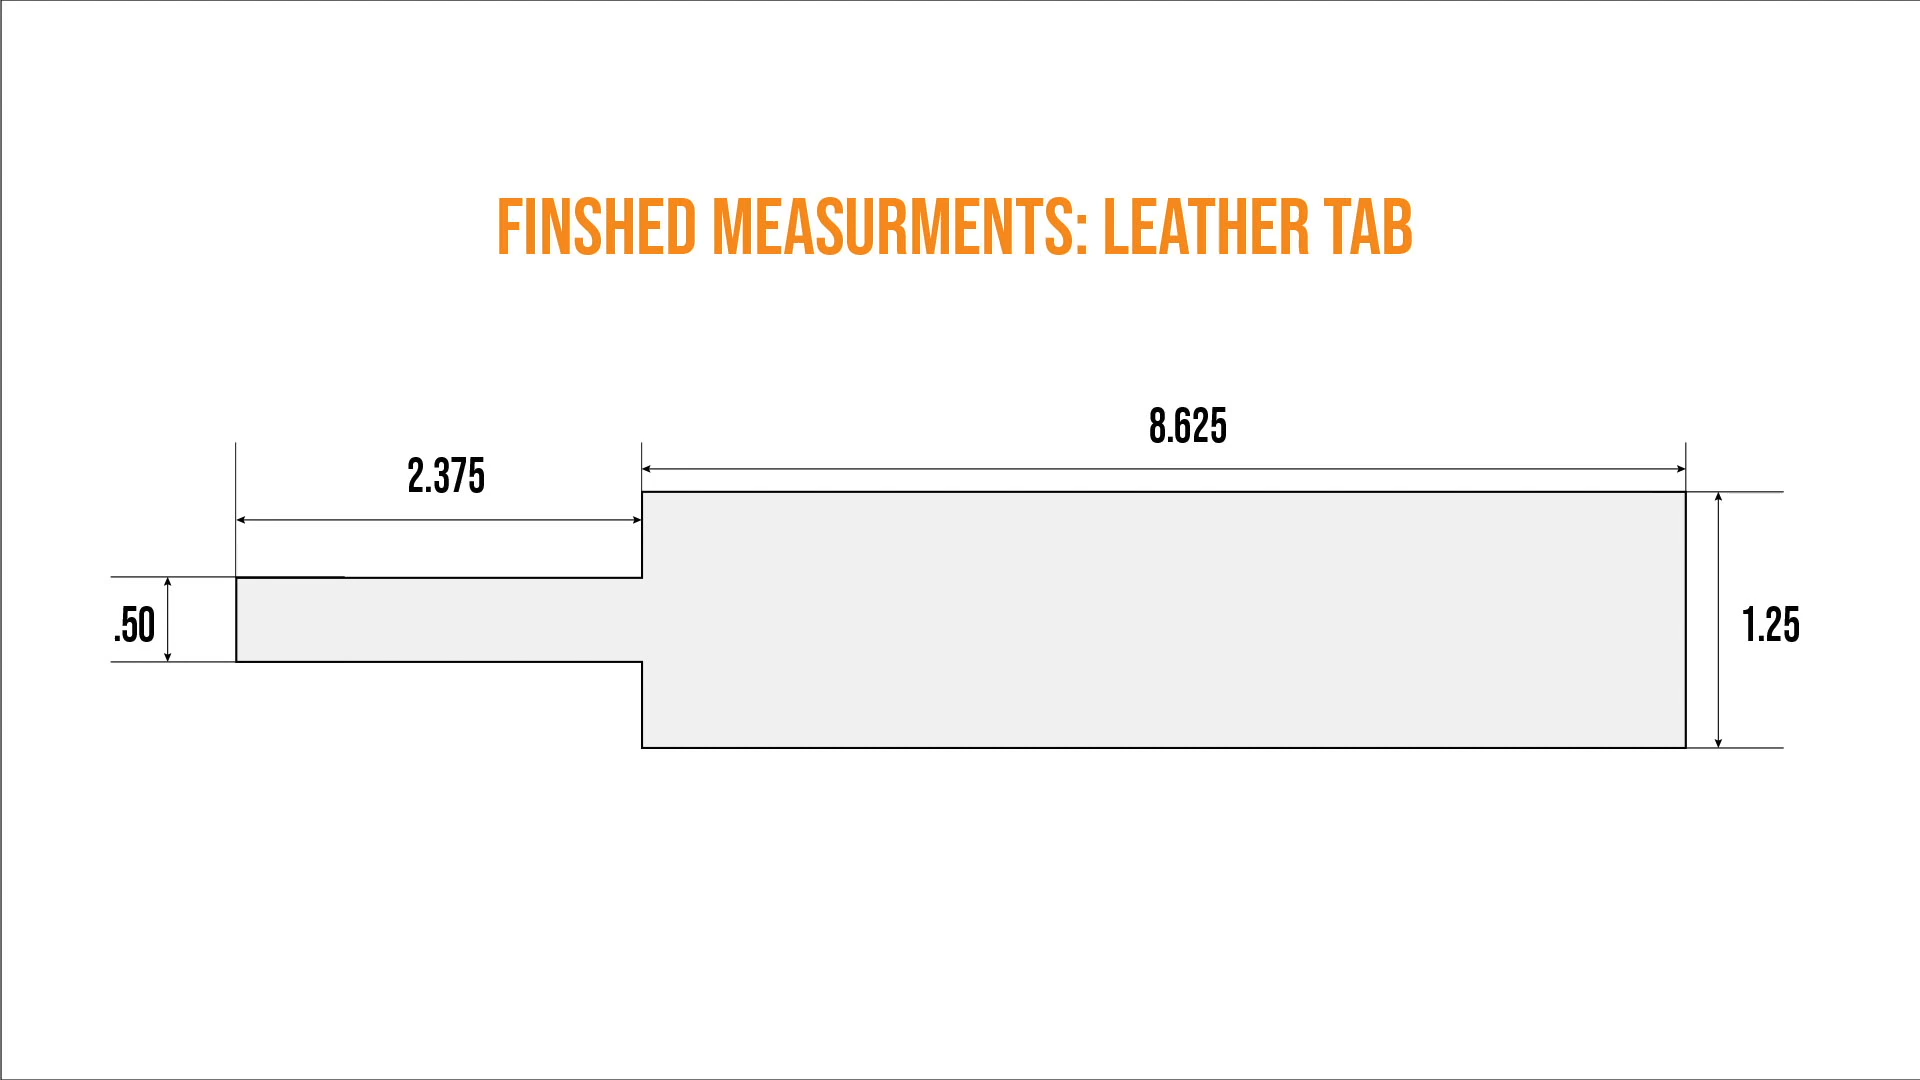 FINSHED MEASURMENTS: LEATHER TAB
8.625
2.375
.50
1.25